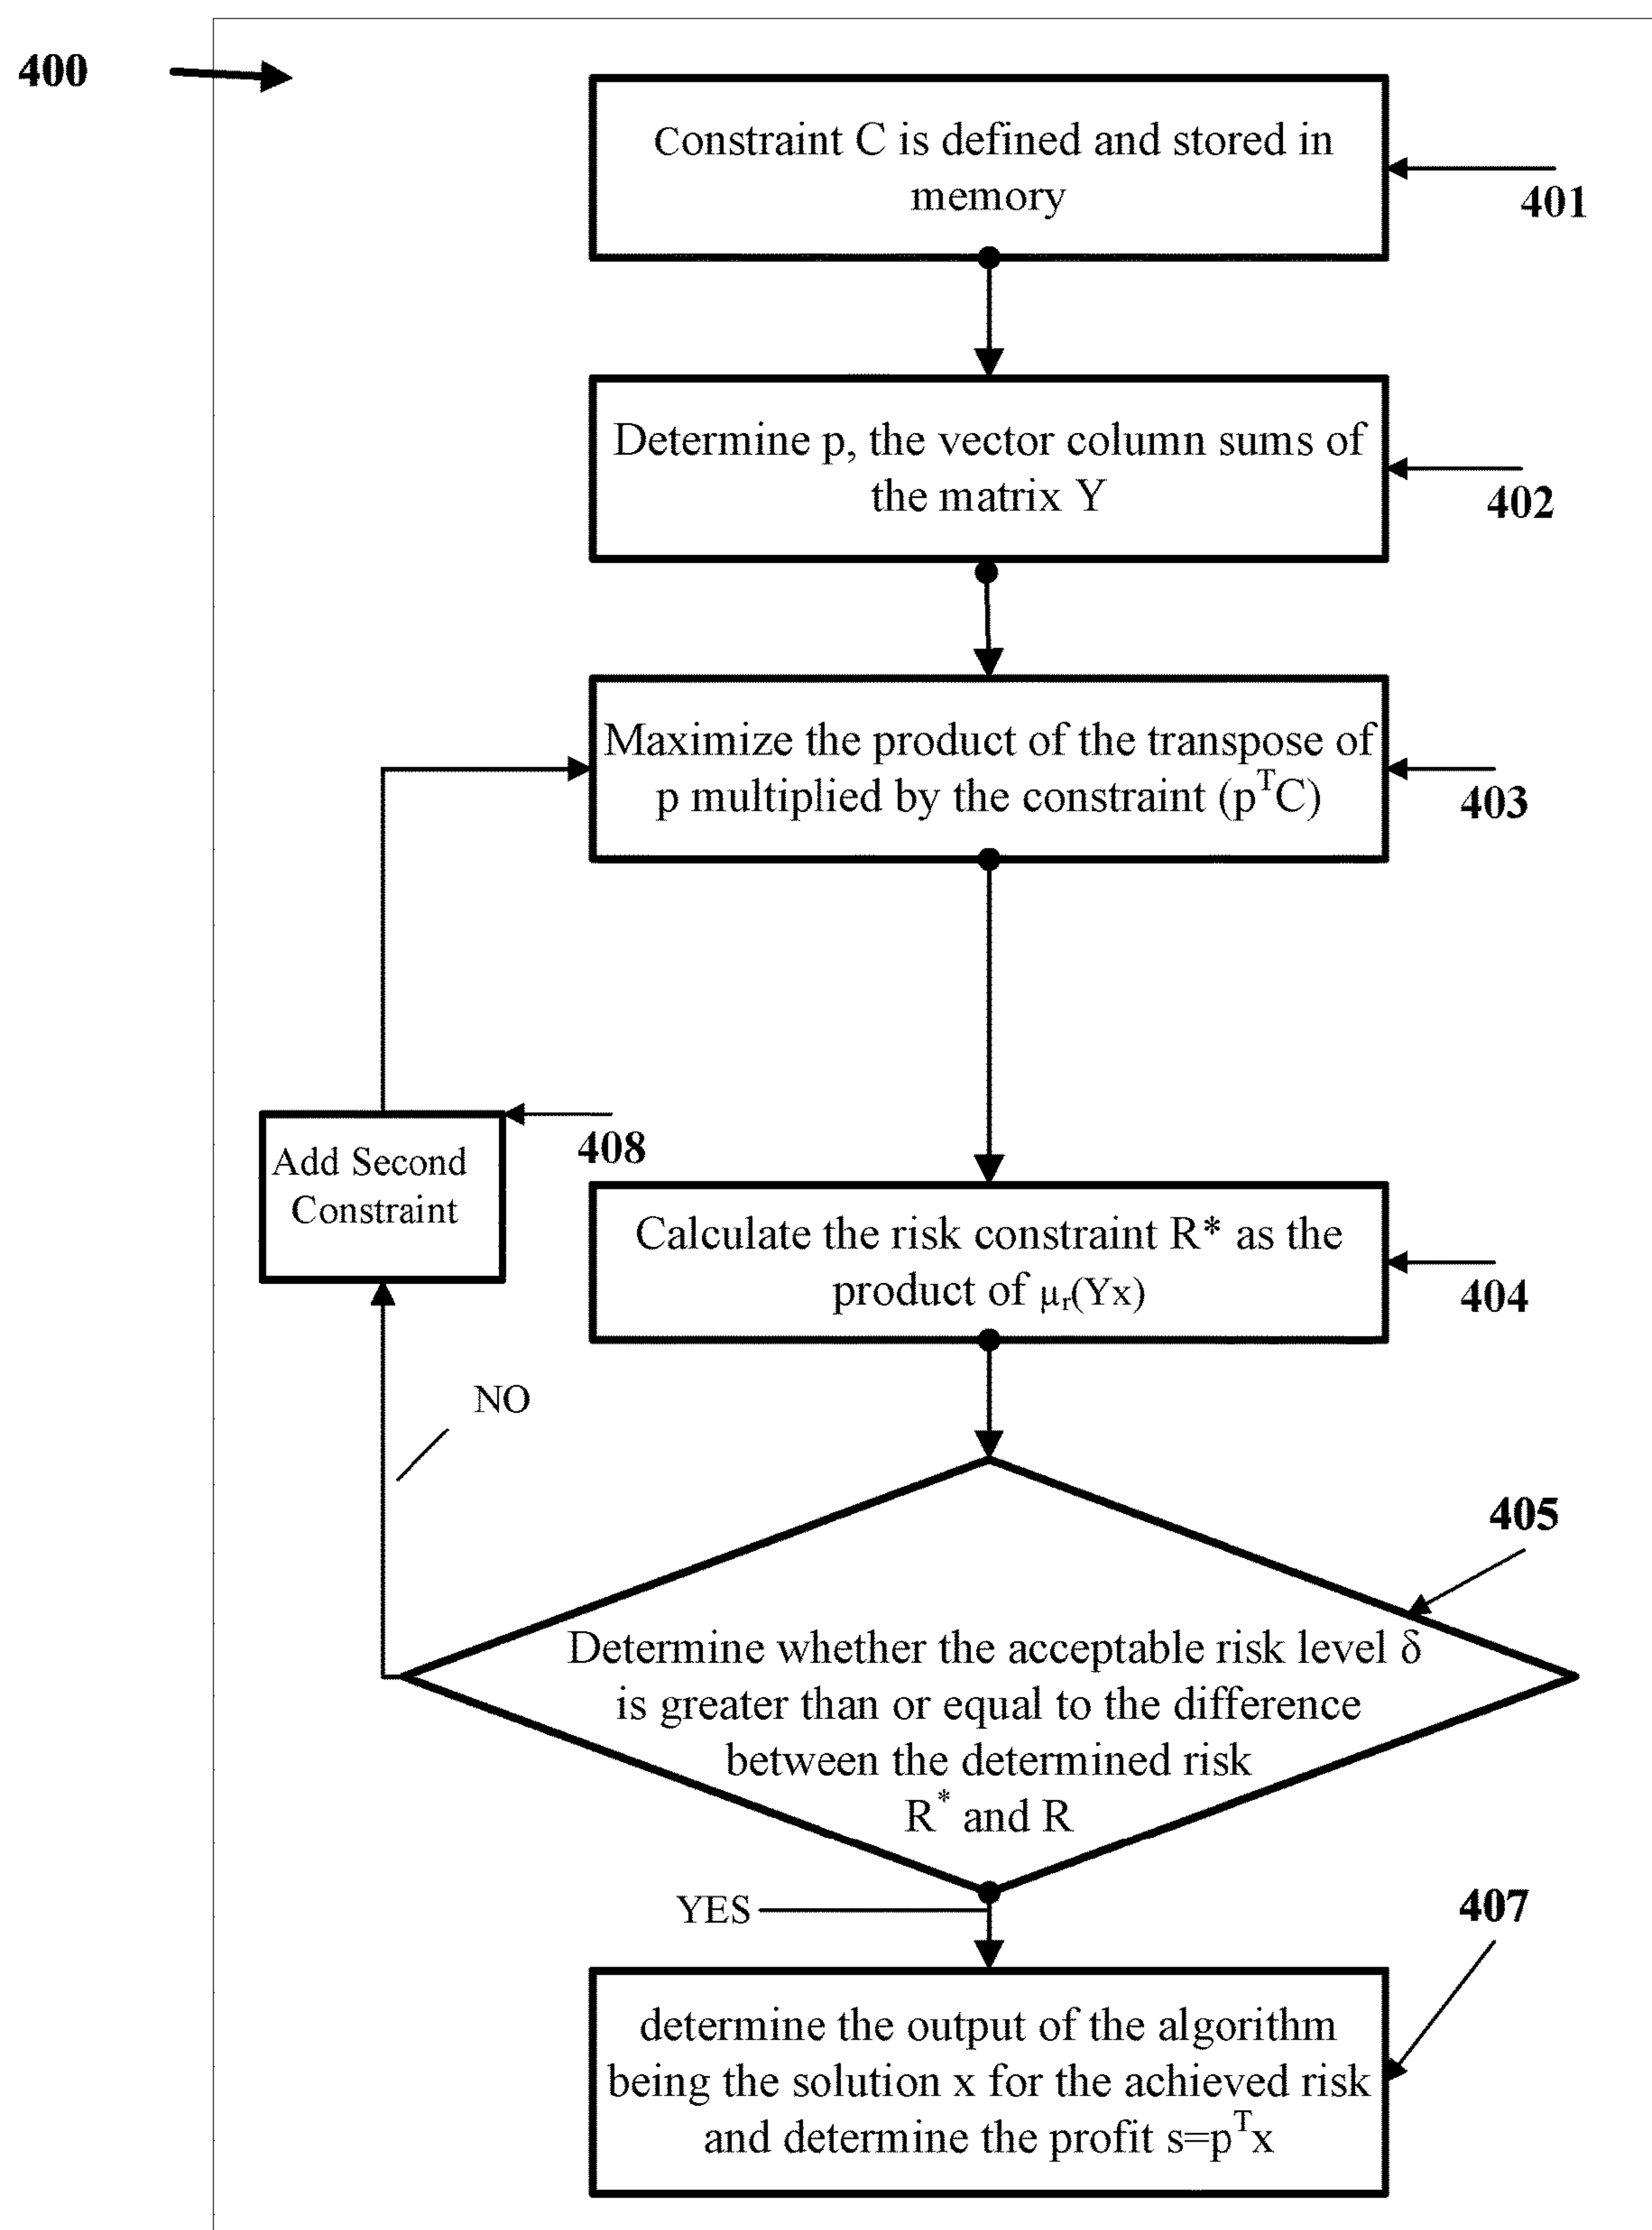 400
Constraint C is defined and stored in
memory
401
Determine p, the vector column sums of
the matrix Y
402
Maximize the product of the transpose of
p multiplied by the constraint (pᵀC)
403
Add Second
Constraint
408
Calculate the risk constraint R* as the
product of μᵣ(Yx)
404
NO
405
Determine whether the acceptable risk level δ
is greater than or equal to the difference
between the determined risk
R* and R
YES
407
determine the output of the algorithm
being the solution x for the achieved risk
and determine the profit s=pᵀx